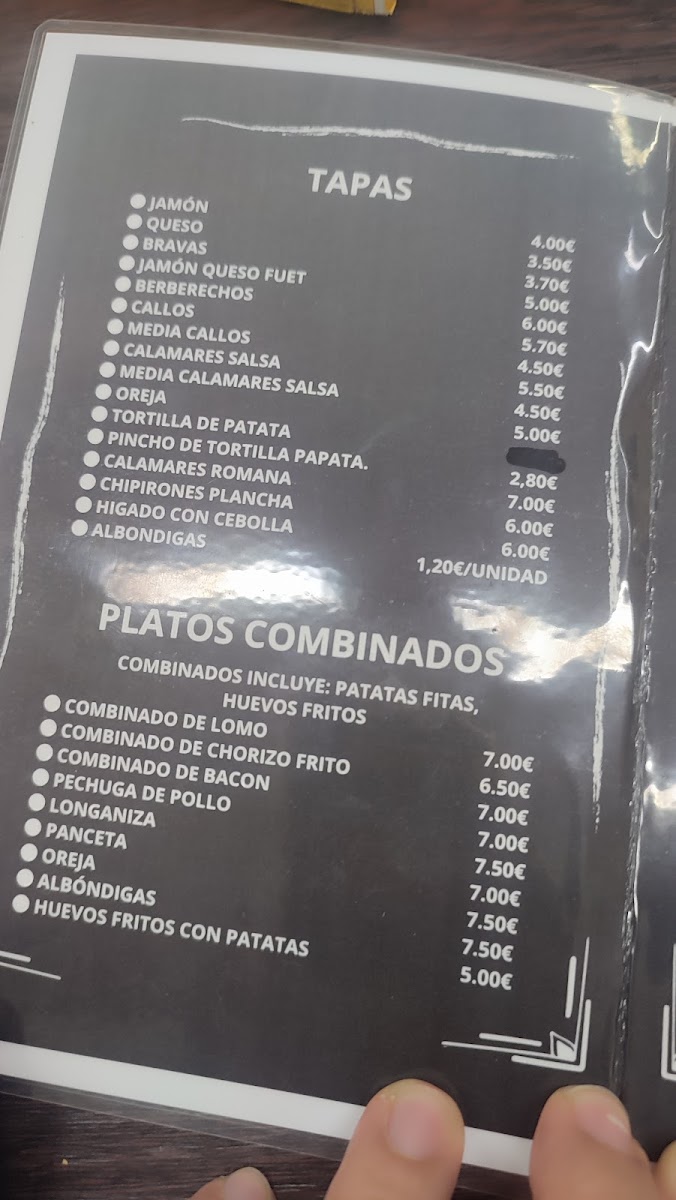 TAPAS
JAMÓN 4.00€
QUESO 3.50€
BRAVAS 3.70€
JAMÓN QUESO FUET 5.00€
BERBERECHOS 6.00€
CALLOS 5.70€
MEDIA CALLOS 4.50€
CALAMARES SALSA 5.50€
MEDIA CALAMARES SALSA 4.50€
OREJA 5.00€
TORTILLA DE PATATA
PINCHO DE TORTILLA PAPATA. 2,80€
CALAMARES ROMANA 7.00€
CHIPIRONES PLANCHA 6.00€
HIGADO CON CEBOLLA 6.00€
ALBONDIGAS 1,20€/UNIDAD
PLATOS COMBINADOS
COMBINADOS INCLUYE: PATATAS FITAS,
HUEVOS FRITOS
COMBINADO DE LOMO 7.00€
COMBINADO DE CHORIZO FRITO 6.50€
COMBINADO DE BACON 7.00€
PECHUGA DE POLLO 7.00€
LONGANIZA 7.50€
PANCETA 7.00€
OREJA 7.50€
ALBÓNDIGAS 7.50€
HUEVOS FRITOS CON PATATAS 5.00€